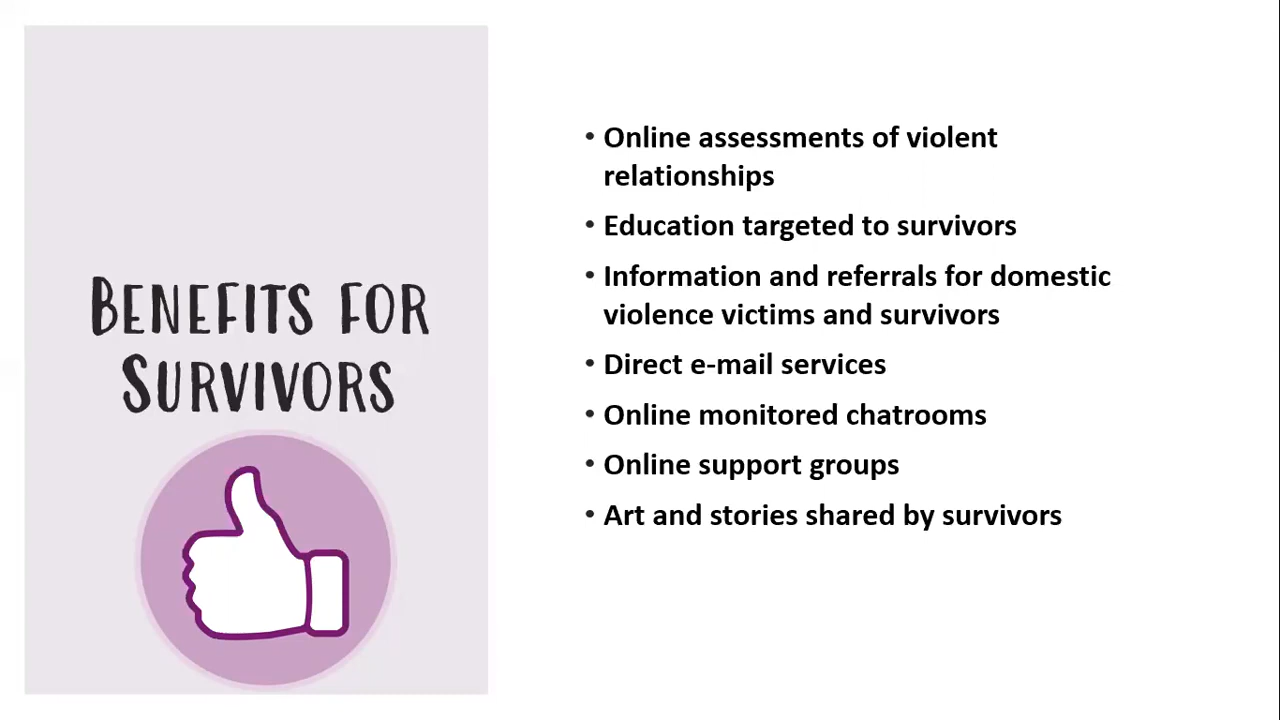 BENEFITS FOR
SURVIVORS
• Online assessments of violent
relationships
• Education targeted to survivors
• Information and referrals for domestic
violence victims and survivors
• Direct e-mail services
• Online monitored chatrooms
• Online support groups
• Art and stories shared by survivors